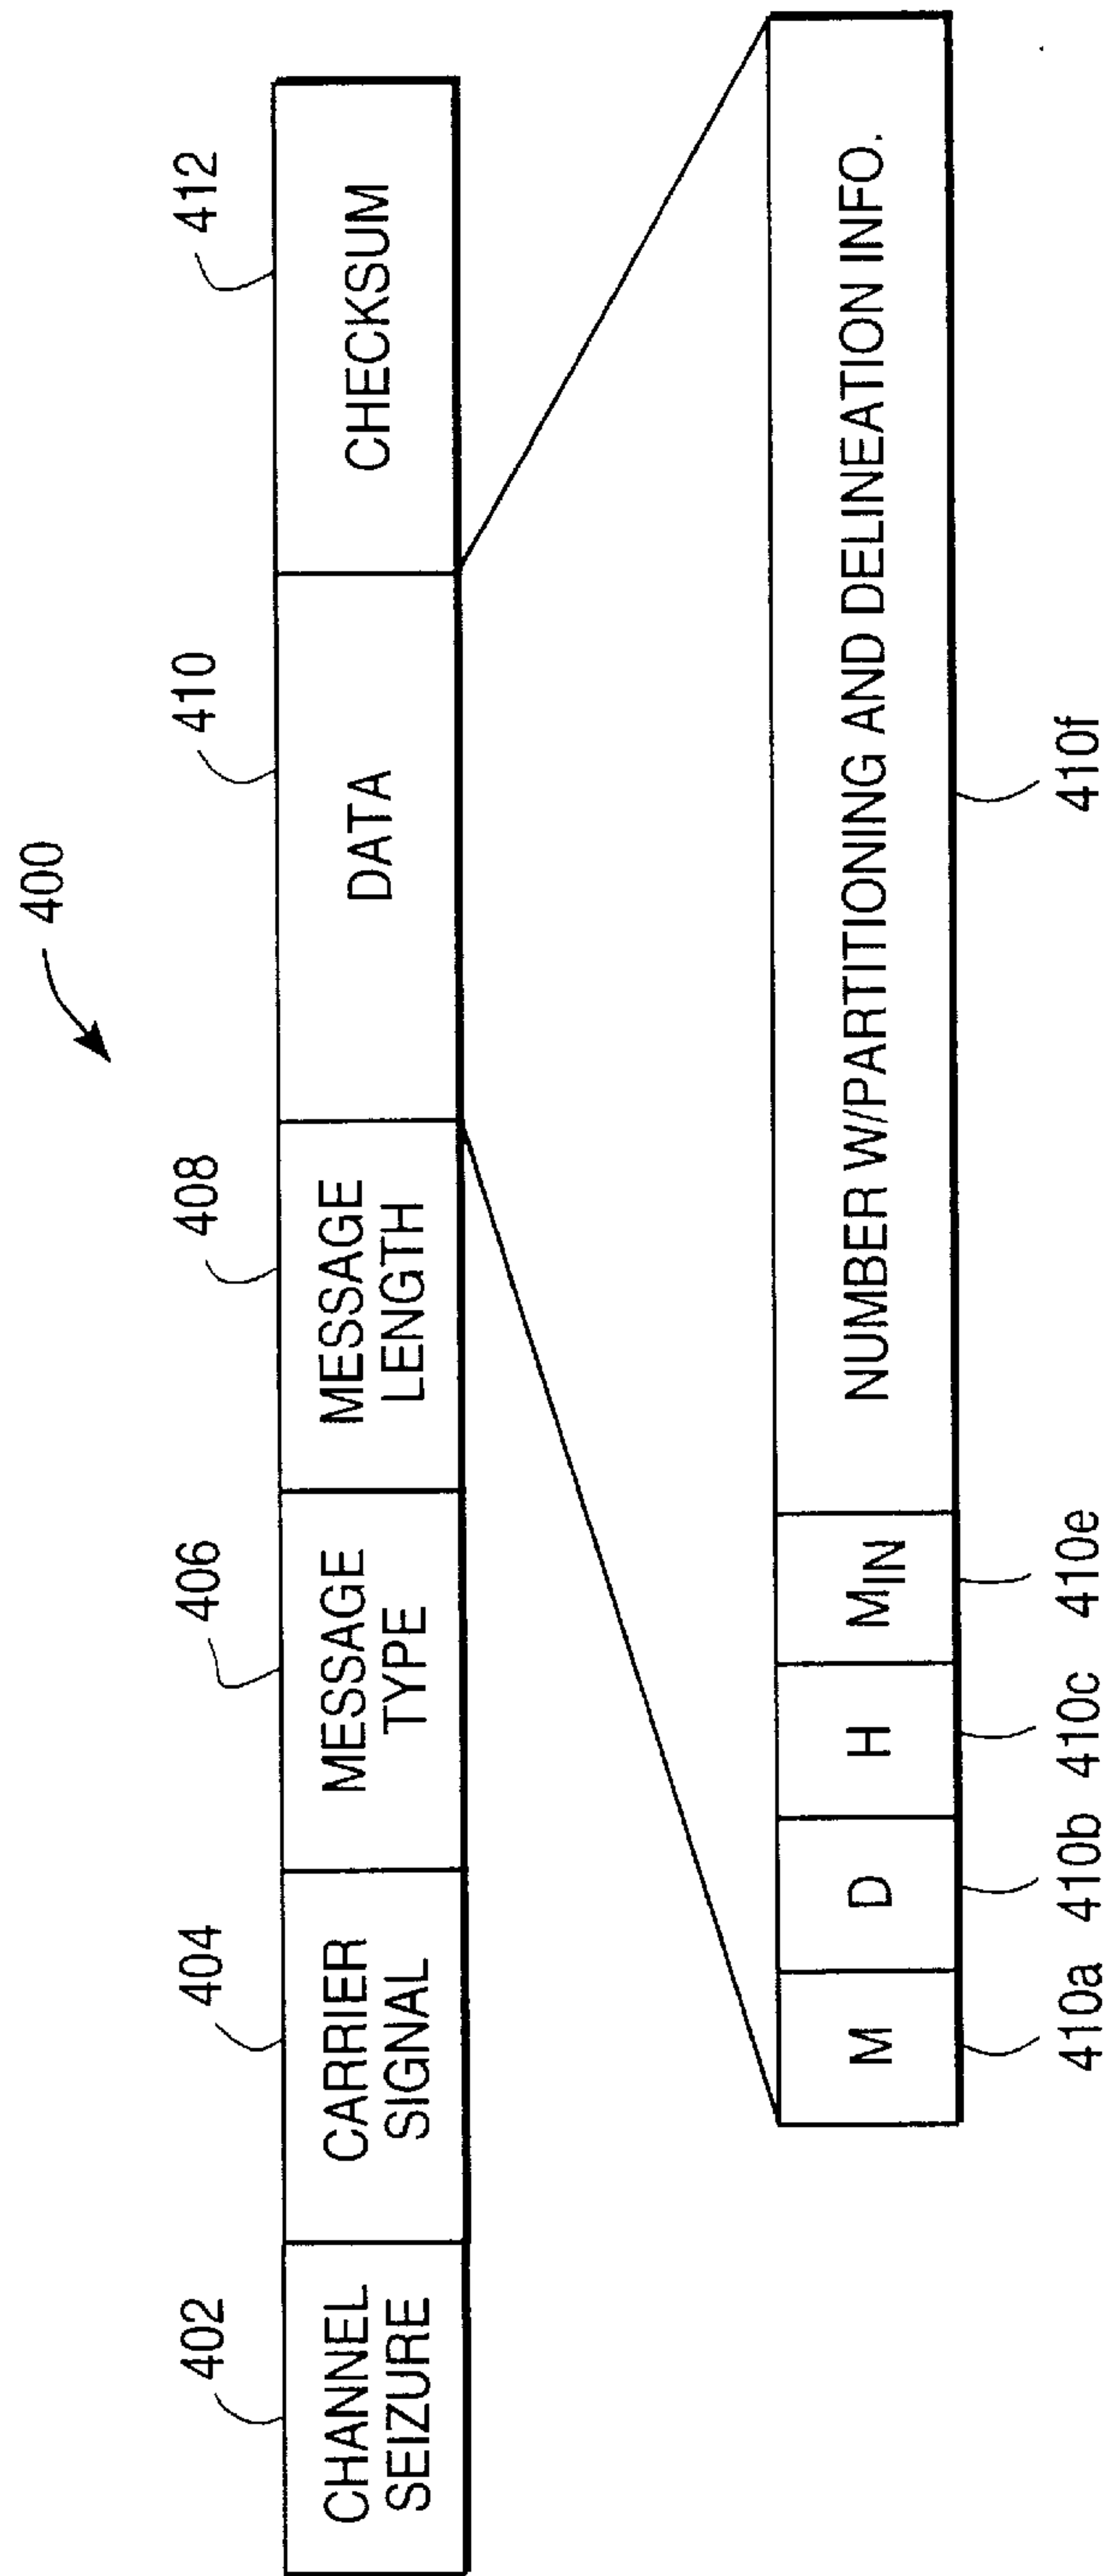 400
402
404
406
408
410
412
CHANNEL
SEIZURE
CARRIER
SIGNAL
MESSAGE
TYPE
MESSAGE
LENGTH
DATA
CHECKSUM
M
D
H
MIN
NUMBER W/PARTITIONING AND DELINEATION INFO.
410a
410b
410c
410e
410f